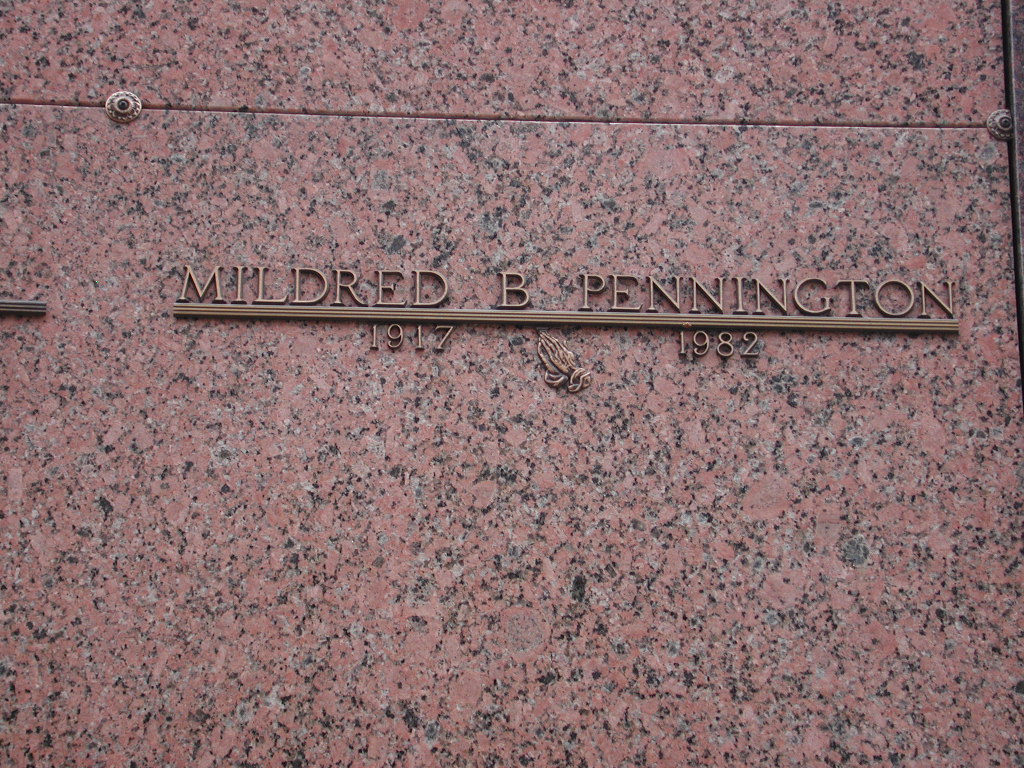 MILDRED B PENNINGTON
1917 1982